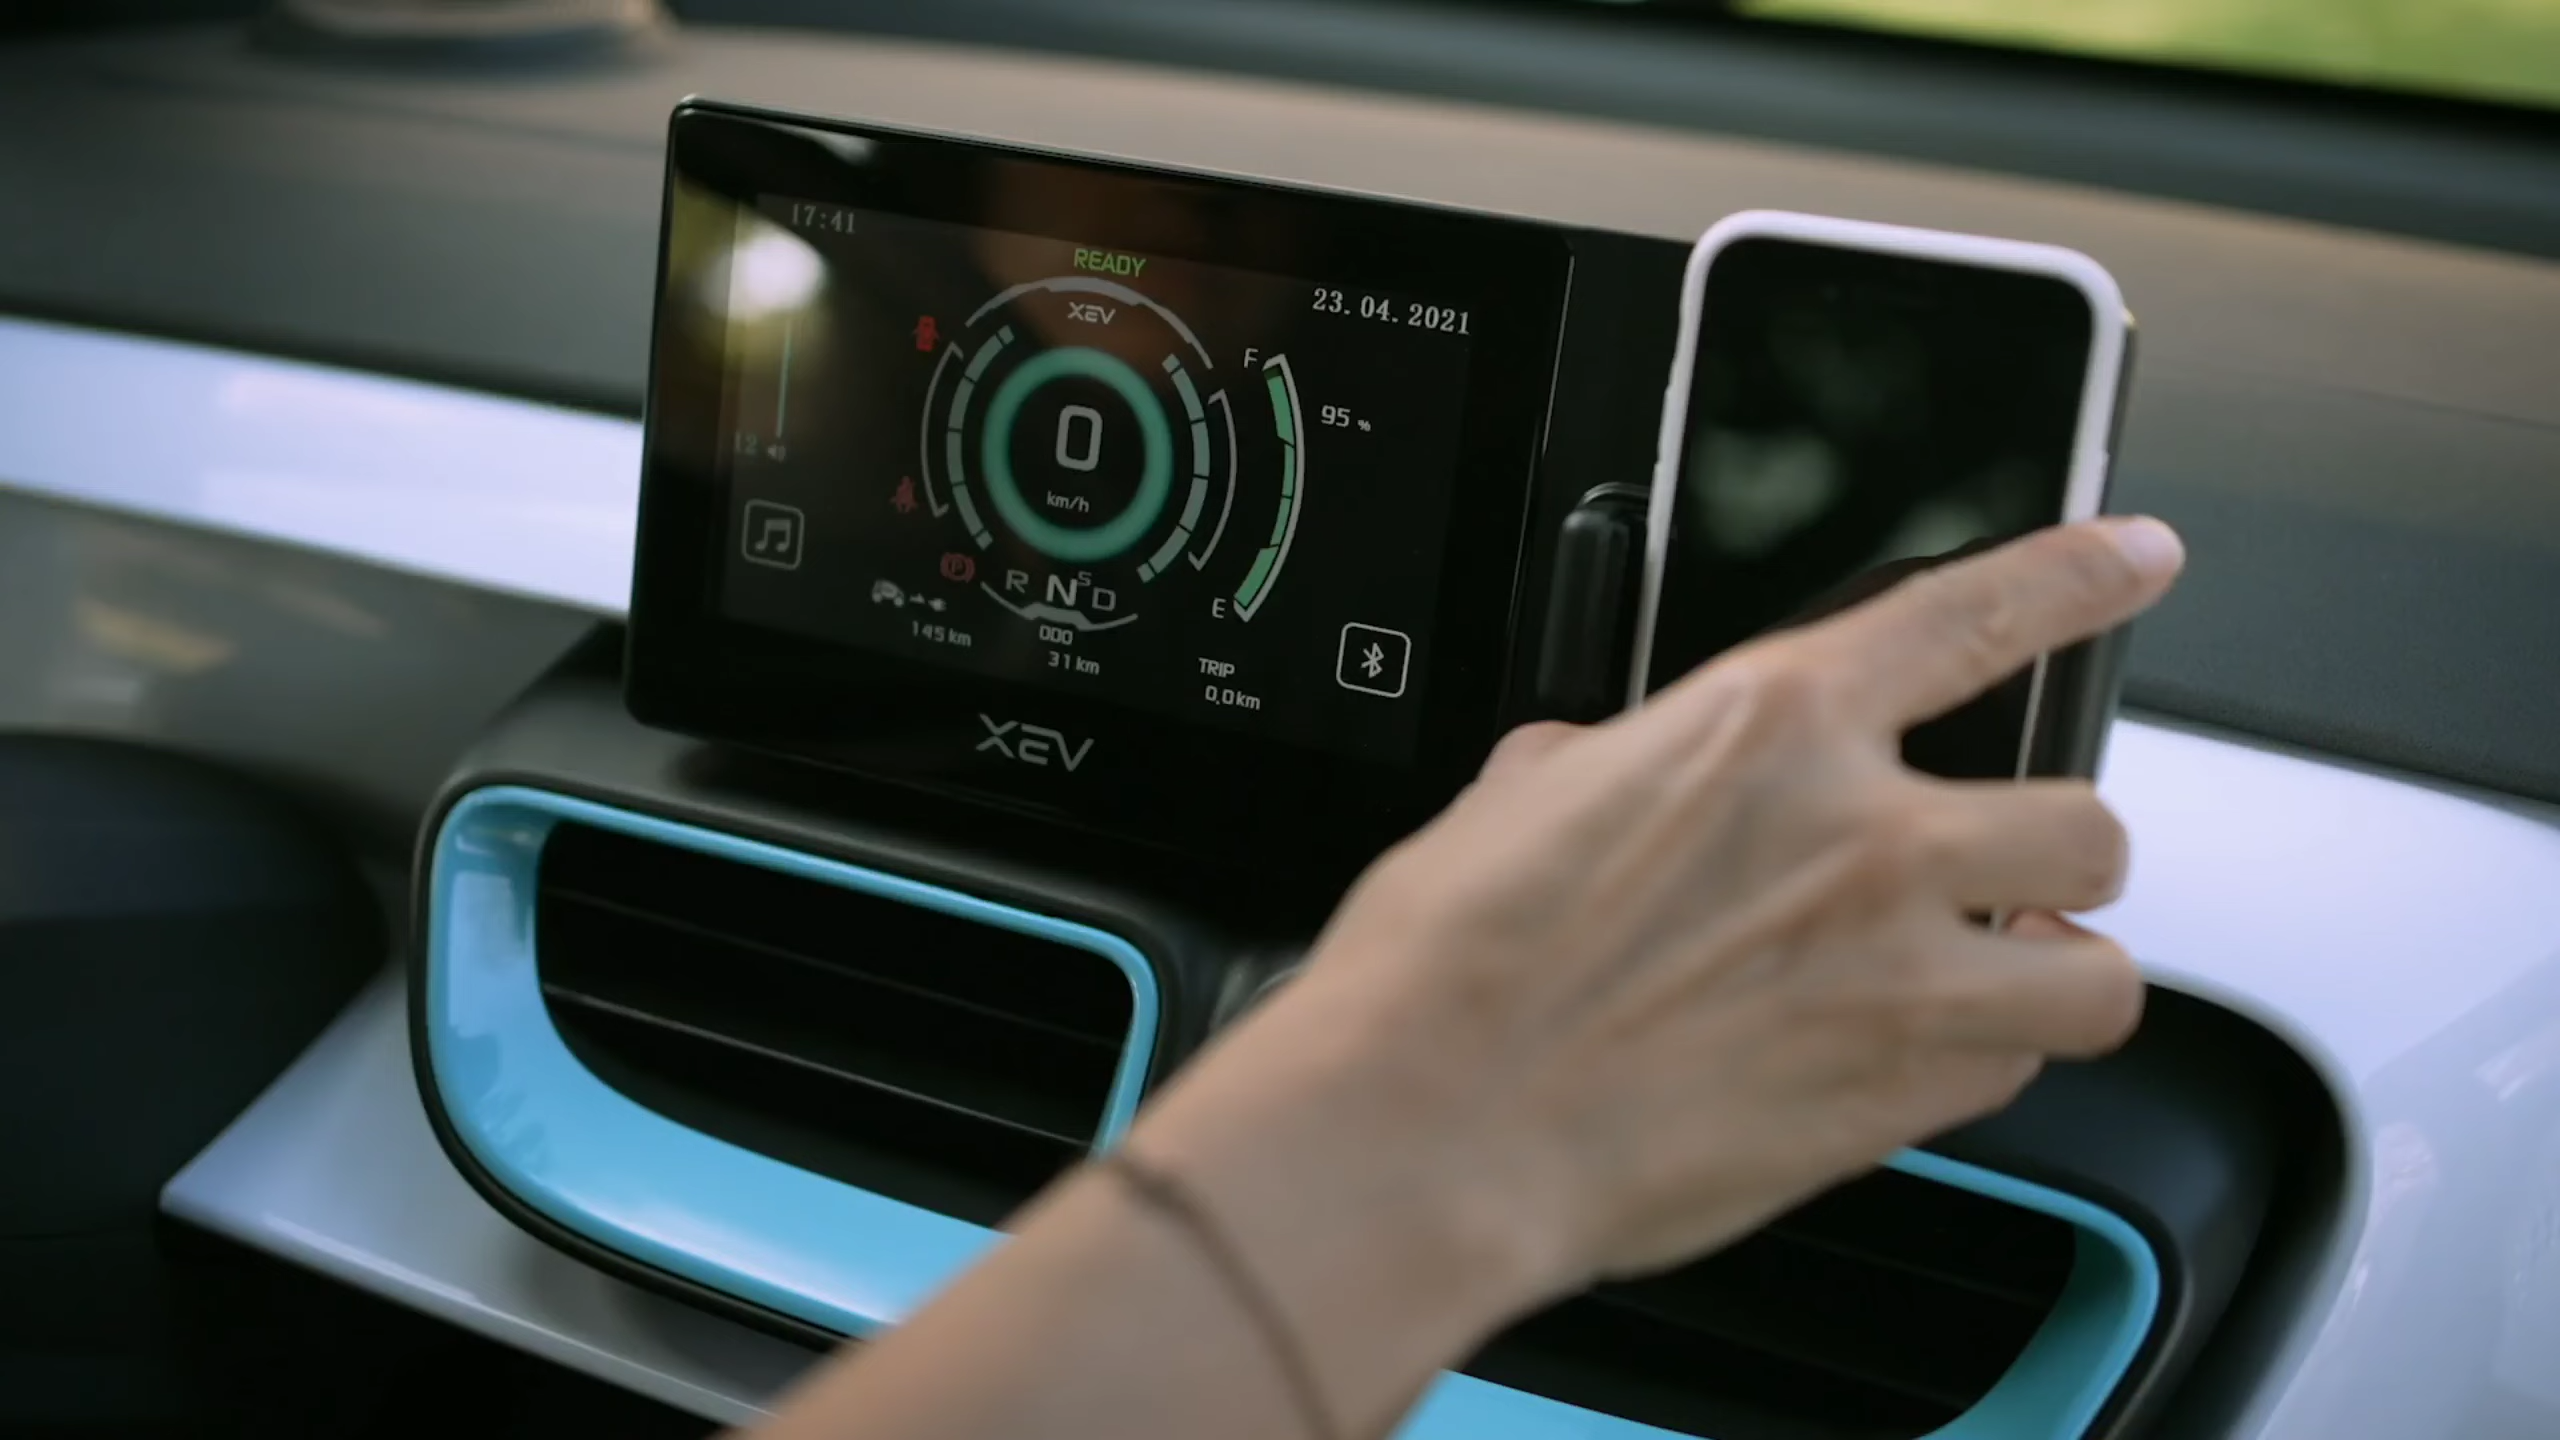 17:41
READY
23.04.2021
XEV
F
95 %
0
km/h
12
P
R N S D
E
145 km
ODO
31 km
TRIP
0.0 km
XEV